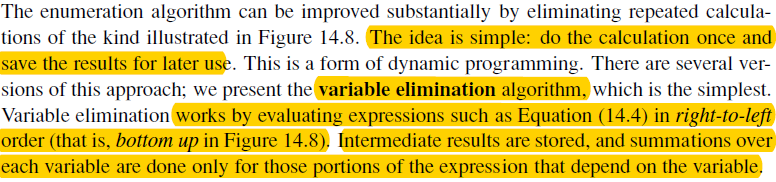 The enumeration algorithm can be improved substantially by eliminating repeated calcula-
tions of the kind illustrated in Figure 14.8. The idea is simple: do the calculation once and
save the results for later use. This is a form of dynamic programming. There are several ver-
sions of this approach; we present the variable elimination algorithm, which is the simplest.
Variable elimination works by evaluating expressions such as Equation (14.4) in right-to-left
order (that is, bottom up in Figure 14.8). Intermediate results are stored, and summations over
each variable are done only for those portions of the expression that depend on the variable.